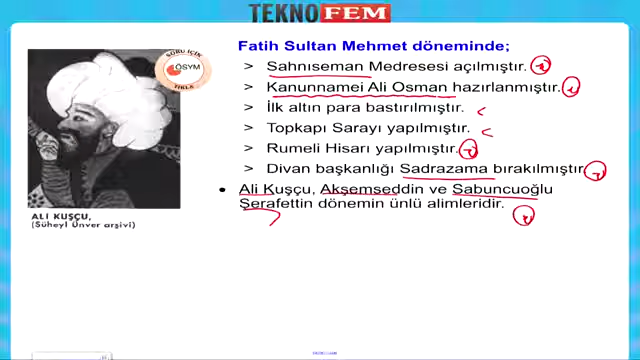 TEKNOFEM
Fatih Sultan Mehmet döneminde;
> Sahnıseman Medresesi açılmıştır.
> Kanunnamei Ali Osman hazırlanmıştır.
> İlk altın para bastırılmıştır.
> Topkapı Sarayı yapılmıştır.
> Rumeli Hisarı yapılmıştır.
> Divan başkanlığı Sadrazama bırakılmıştır.
• Ali Kuşçu, Akşemseddin ve Sabuncuoğlu
Şerafettin dönemin ünlü alimleridir.
SORU İÇİK
ÖSYM
TIKLA
ALİ KUŞÇU,
(Süheyl Ünver arşivi)